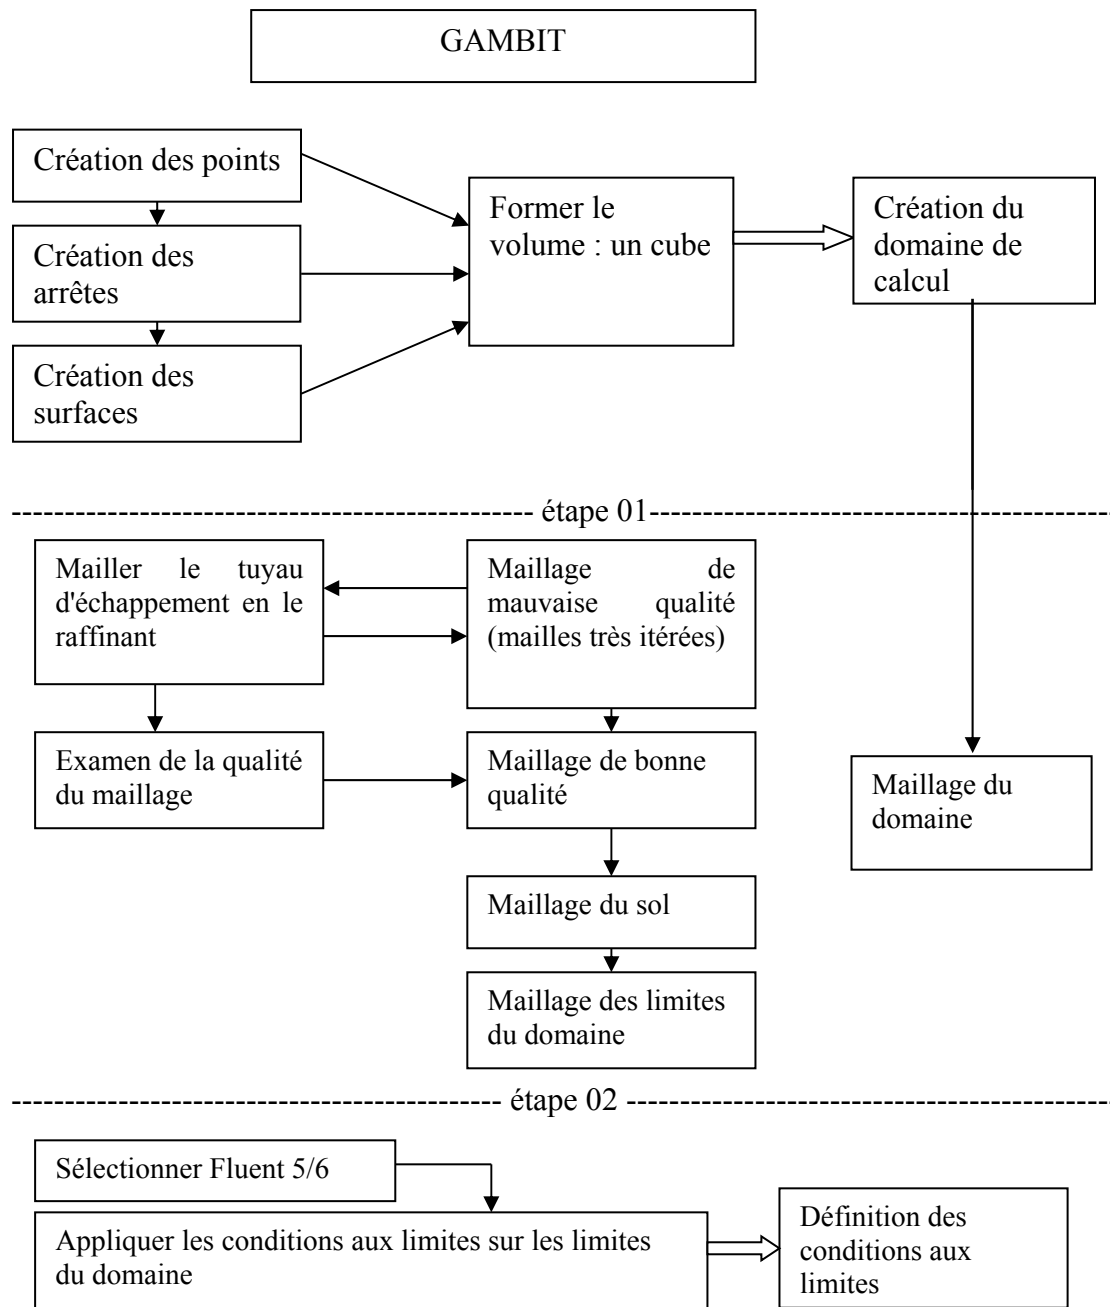 GAMBIT
Création des points
Création des
arrêtes
Création des
surfaces
Former le
volume : un cube
Création du
domaine de
calcul
---------------------------------------- étape 01-----------------------------------
Mailler le tuyau
d'échappement en le
raffinant
Maillage de
mauvaise qualité
(mailles très itérées)
Examen de la qualité
du maillage
Maillage de bonne
qualité
Maillage du
domaine
Maillage du sol
Maillage des limites
du domaine
-------------------------------------- étape 02 -------------------------------------
Sélectionner Fluent 5/6
Appliquer les conditions aux limites sur les limites
du domaine
Définition des
conditions aux
limites